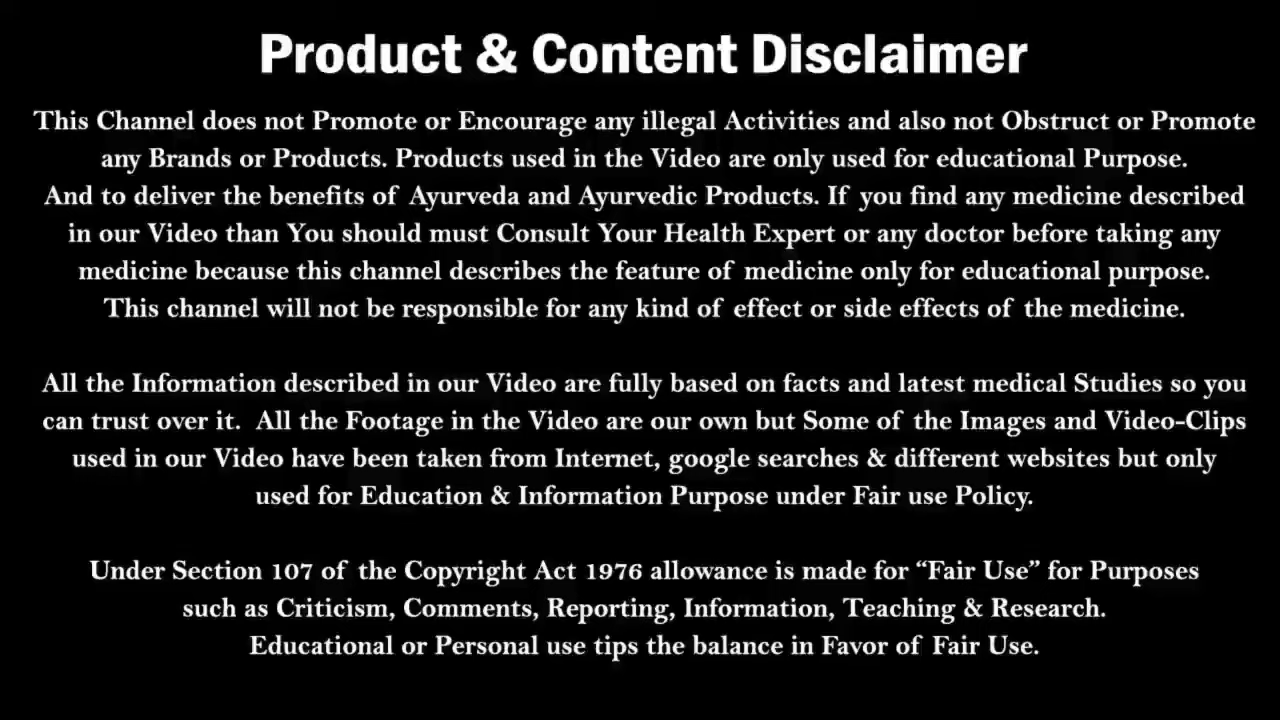 Product & Content Disclaimer
This Channel does not Promote or Encourage any illegal Activities and also not Obstruct or Promote
any Brands or Products. Products used in the Video are only used for educational Purpose.
And to deliver the benefits of Ayurveda and Ayurvedic Products. If you find any medicine described
in our Video than You should must Consult Your Health Expert or any doctor before taking any
medicine because this channel describes the feature of medicine only for educational purpose.
This channel will not be responsible for any kind of effect or side effects of the medicine.
All the Information described in our Video are fully based on facts and latest medical Studies so you
can trust over it. All the Footage in the Video are our own but Some of the Images and Video-Clips
used in our Video have been taken from Internet, google searches & different websites but only
used for Education & Information Purpose under Fair use Policy.
Under Section 107 of the Copyright Act 1976 allowance is made for “Fair Use” for Purposes
such as Criticism, Comments, Reporting, Information, Teaching & Research.
Educational or Personal use tips the balance in Favor of Fair Use.